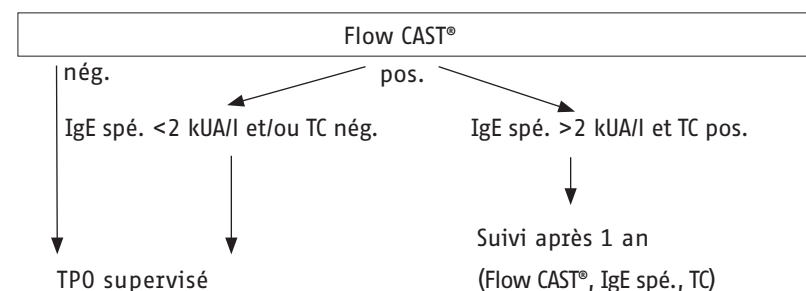 Flow CAST®
nég.
pos.
IgE spé. <2 kUA/l et/ou TC nég.
IgE spé. >2 kUA/l et TC pos.
Suivi après 1 an
TPO supervisé
(Flow CAST®, IgE spé., TC)